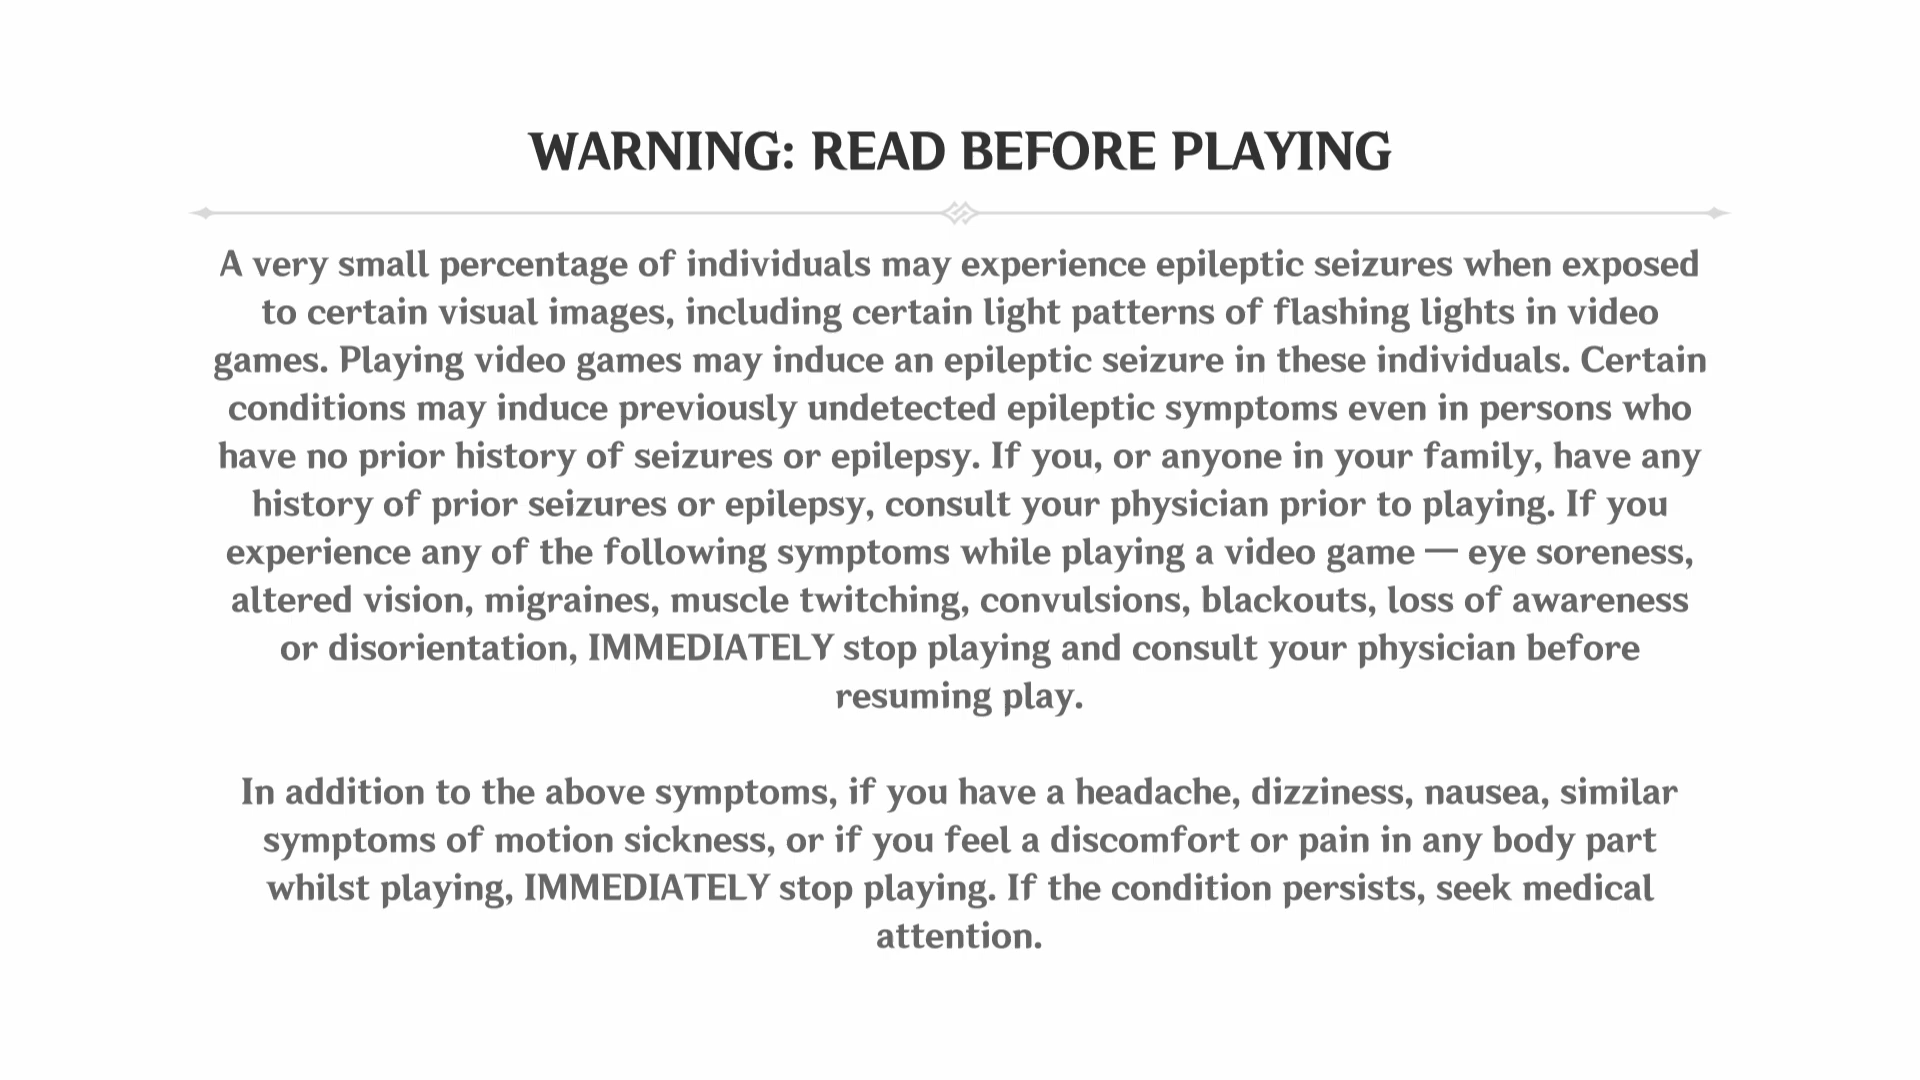 WARNING: READ BEFORE PLAYING
A very small percentage of individuals may experience epileptic seizures when exposed
to certain visual images, including certain light patterns of flashing lights in video
games. Playing video games may induce an epileptic seizure in these individuals. Certain
conditions may induce previously undetected epileptic symptoms even in persons who
have no prior history of seizures or epilepsy. If you, or anyone in your family, have any
history of prior seizures or epilepsy, consult your physician prior to playing. If you
experience any of the following symptoms while playing a video game — eye soreness,
altered vision, migraines, muscle twitching, convulsions, blackouts, loss of awareness
or disorientation, IMMEDIATELY stop playing and consult your physician before
resuming play.
In addition to the above symptoms, if you have a headache, dizziness, nausea, similar
symptoms of motion sickness, or if you feel a discomfort or pain in any body part
whilst playing, IMMEDIATELY stop playing. If the condition persists, seek medical
attention.